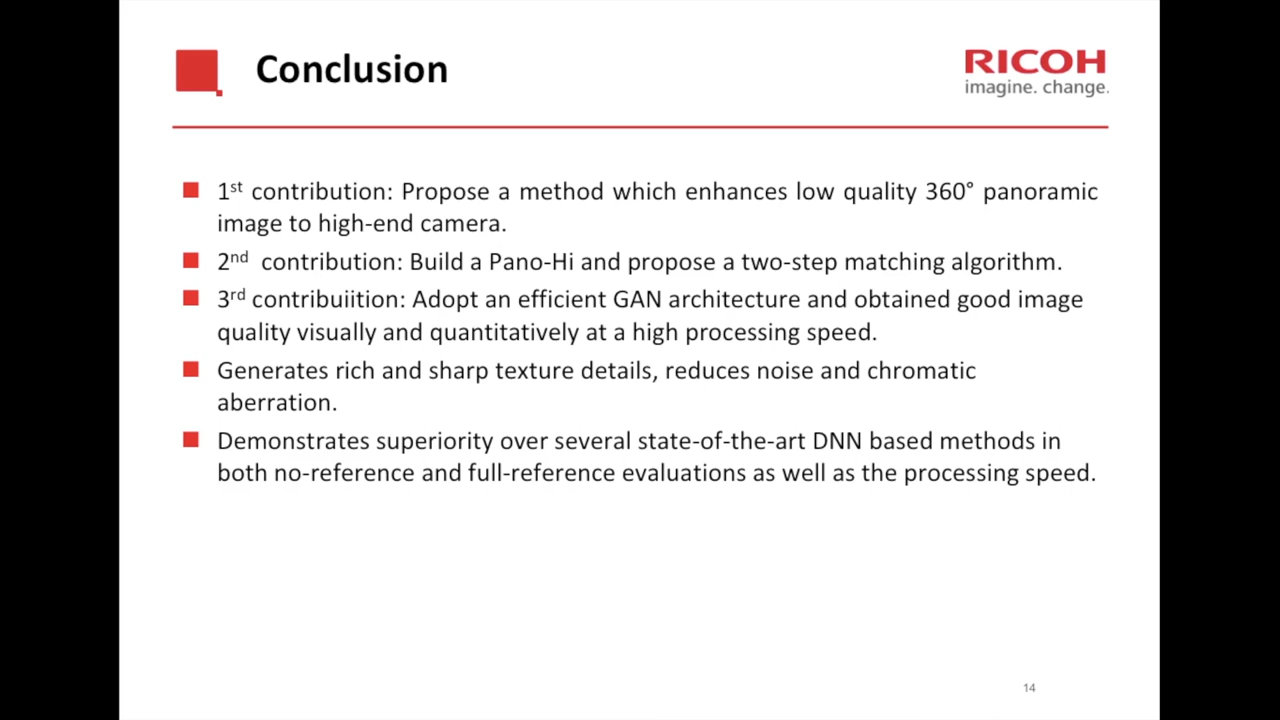 Conclusion
RICOH
imagine. change.
1st contribution: Propose a method which enhances low quality 360° panoramic
image to high-end camera.
2nd contribution: Build a Pano-Hi and propose a two-step matching algorithm.
3rd contribuiition: Adopt an efficient GAN architecture and obtained good image
quality visually and quantitatively at a high processing speed.
Generates rich and sharp texture details, reduces noise and chromatic
aberration.
Demonstrates superiority over several state-of-the-art DNN based methods in
both no-reference and full-reference evaluations as well as the processing speed.
14